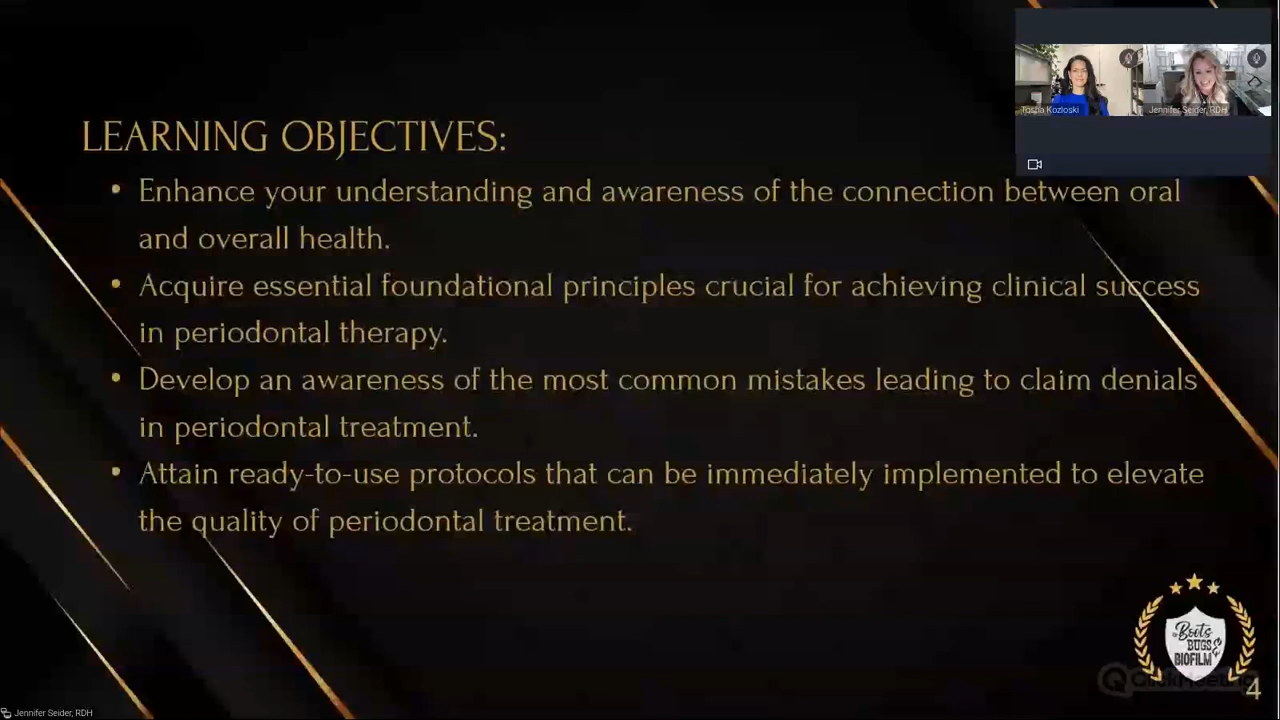 Tosha Kozloski
Jennifer Seider, RDH
LEARNING OBJECTIVES:
• Enhance your understanding and awareness of the connection between oral
and overall health.
• Acquire essential foundational principles crucial for achieving clinical success
in periodontal therapy.
• Develop an awareness of the most common mistakes leading to claim denials
in periodontal treatment.
• Attain ready-to-use protocols that can be immediately implemented to elevate
the quality of periodontal treatment.
Boots
BUGS &
BIOFILM
ClickMeeting
4
Jennifer Seider, RDH